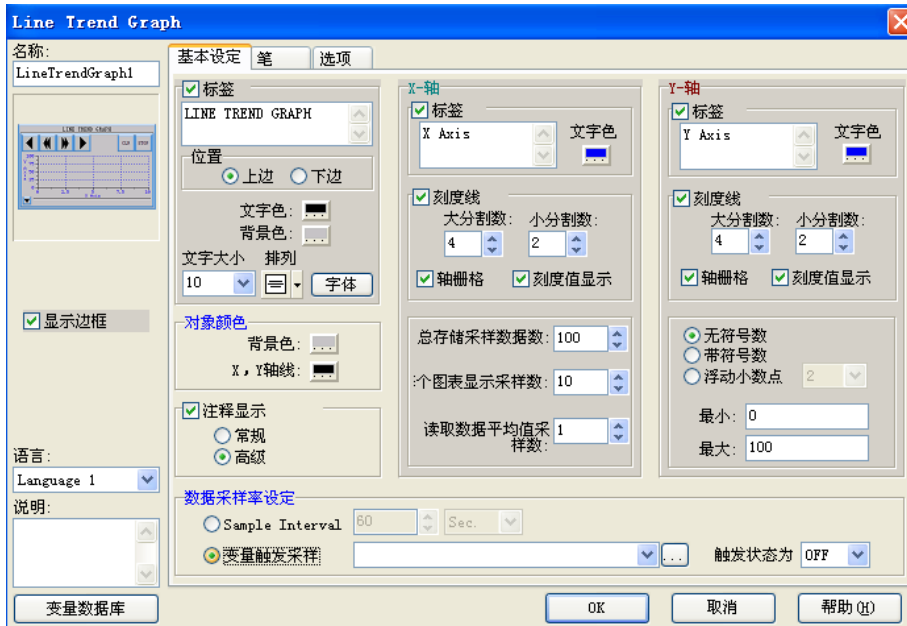 Line Trend Graph
名称:
LineTrendGraph1
LINE TREND GRAPH
显示边框
语言:
Language 1
说明:
变量数据库
基本设定 笔 选项
标签
LINE TREND GRAPH
位置
上边 下边
文字色: ...
背景色: ...
文字大小 排列
10 字体
对象颜色
背景色: ...
X,Y轴线: ...
注释显示
常规
高级
X-轴
标签
X Axis 文字色
...
刻度线
大分割数: 小分割数:
4 2
轴栅格 刻度值显示
总存储采样数据数: 100
个图表显示采样数: 10
读取数据平均值采 1
样数:
Y-轴
标签
Y Axis 文字色
...
刻度线
大分割数: 小分割数:
4 2
轴栅格 刻度值显示
无符号数
带符号数
浮动小数点 2
最小: 0
最大: 100
数据采样率设定
Sample Interval 60 Sec.
变量触发采样 ... 触发状态为 OFF
OK 取消 帮助(H)